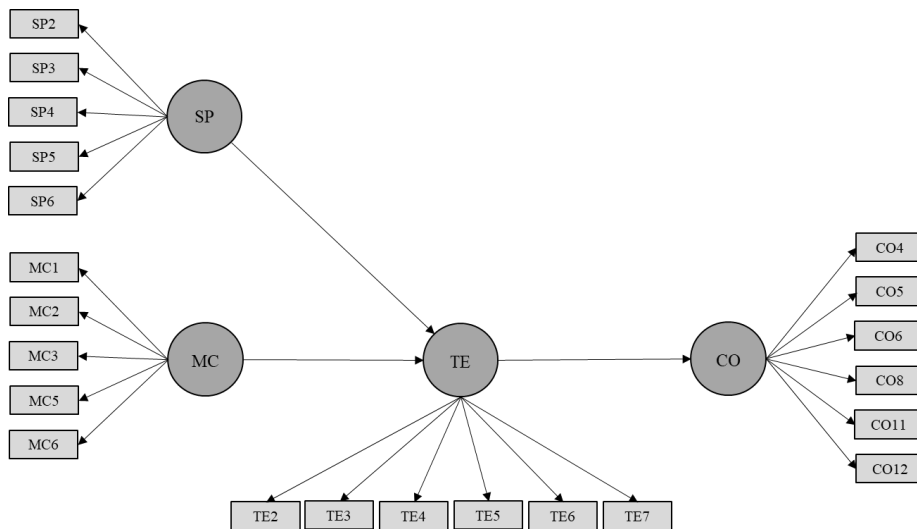 SP2
SP3
SP4
SP5
SP6
SP
MC1
MC2
MC3
MC5
MC6
MC
TE
TE2
TE3
TE4
TE5
TE6
TE7
CO
CO4
CO5
CO6
CO8
CO11
CO12